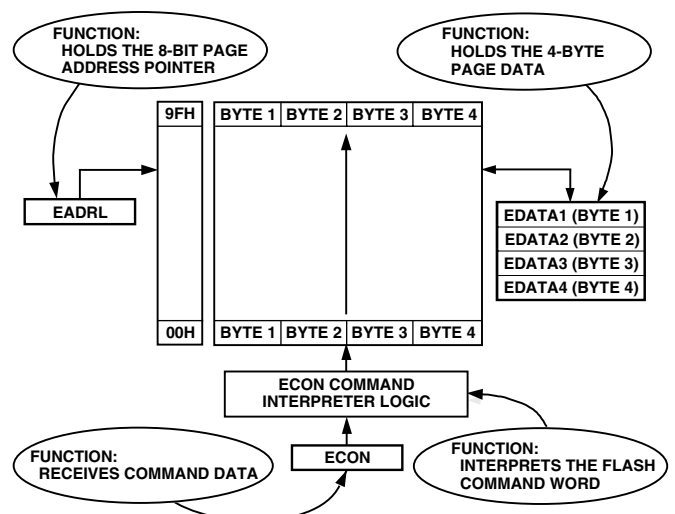 FUNCTION:
HOLDS THE 8-BIT PAGE
ADDRESS POINTER
FUNCTION:
HOLDS THE 4-BYTE
PAGE DATA
9FH
BYTE 1 BYTE 2 BYTE 3 BYTE 4
EADRL
EDATA1 (BYTE 1)
EDATA2 (BYTE 2)
EDATA3 (BYTE 3)
EDATA4 (BYTE 4)
00H
BYTE 1 BYTE 2 BYTE 3 BYTE 4
ECON COMMAND
INTERPRETER LOGIC
FUNCTION:
RECEIVES COMMAND DATA
ECON
FUNCTION:
INTERPRETS THE FLASH
COMMAND WORD